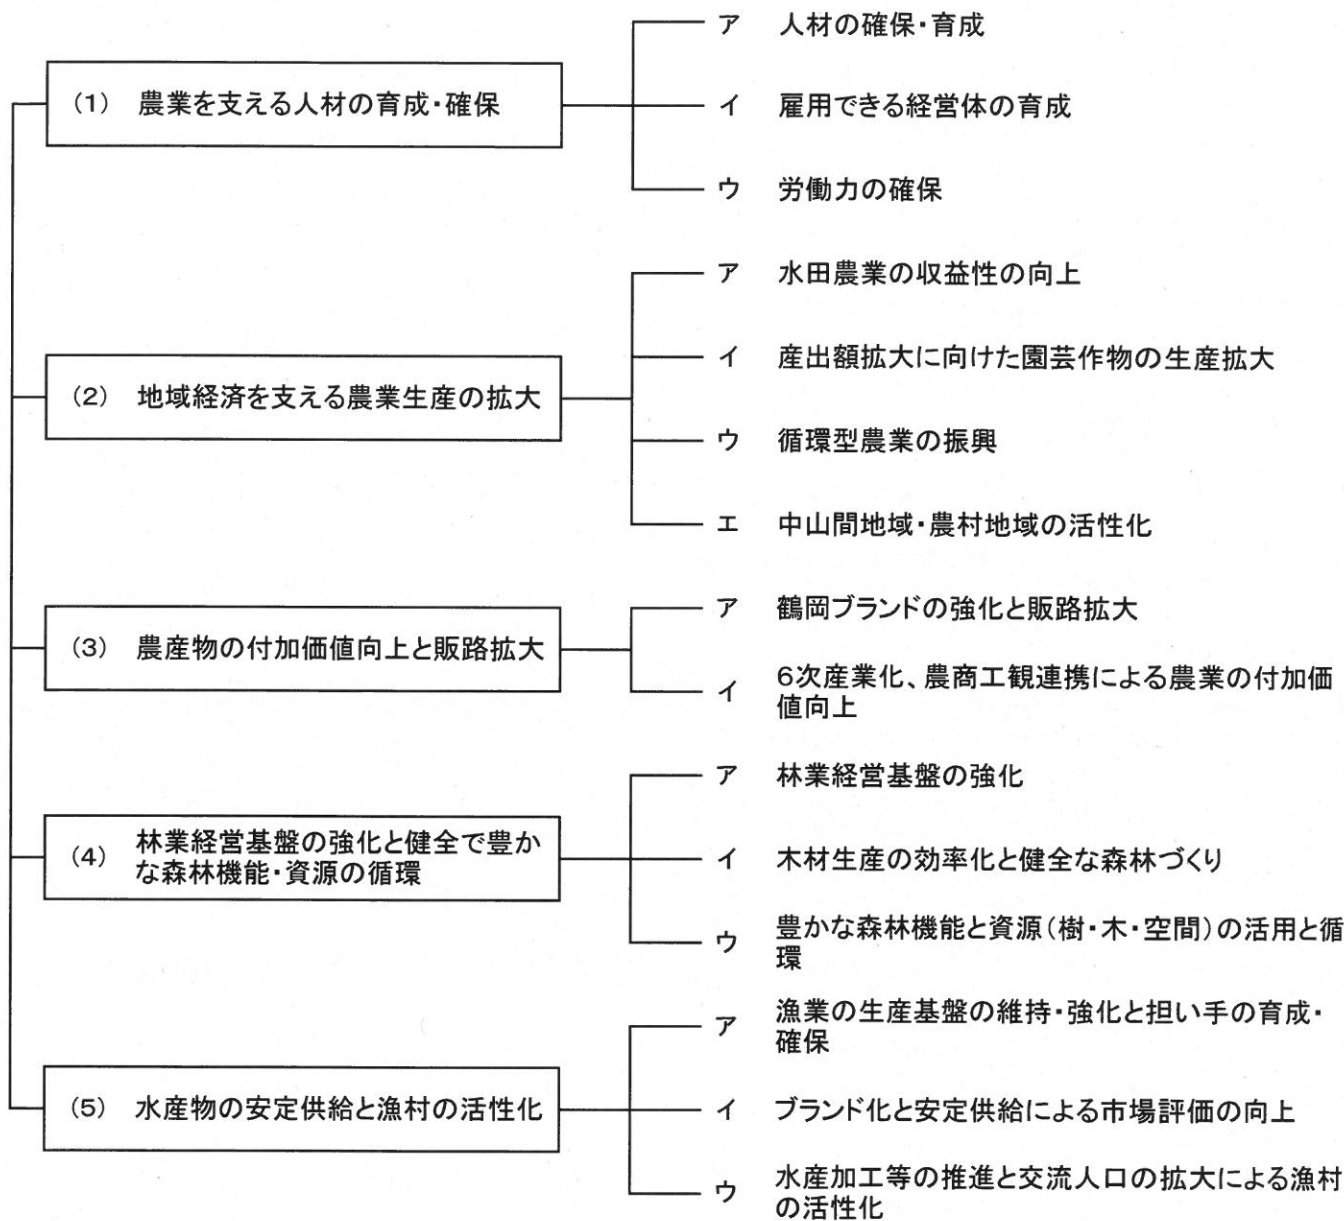 (1) 農業を支える人材の育成・確保
ア 人材の確保・育成
イ 雇用できる経営体の育成
ウ 労働力の確保
(2) 地域経済を支える農業生産の拡大
ア 水田農業の収益性の向上
イ 産出額拡大に向けた園芸作物の生産拡大
ウ 循環型農業の振興
エ 中山間地域・農村地域の活性化
(3) 農産物の付加価値向上と販路拡大
ア 鶴岡ブランドの強化と販路拡大
イ 6次産業化、農商工観連携による農業の付加価
値向上
(4) 林業経営基盤の強化と健全で豊か
な森林機能・資源の循環
ア 林業経営基盤の強化
イ 木材生産の効率化と健全な森林づくり
ウ 豊かな森林機能と資源(樹・木・空間)の活用と循
環
(5) 水産物の安定供給と漁村の活性化
ア 漁業の生産基盤の維持・強化と担い手の育成・
確保
イ ブランド化と安定供給による市場評価の向上
ウ 水産加工等の推進と交流人口の拡大による漁村
の活性化